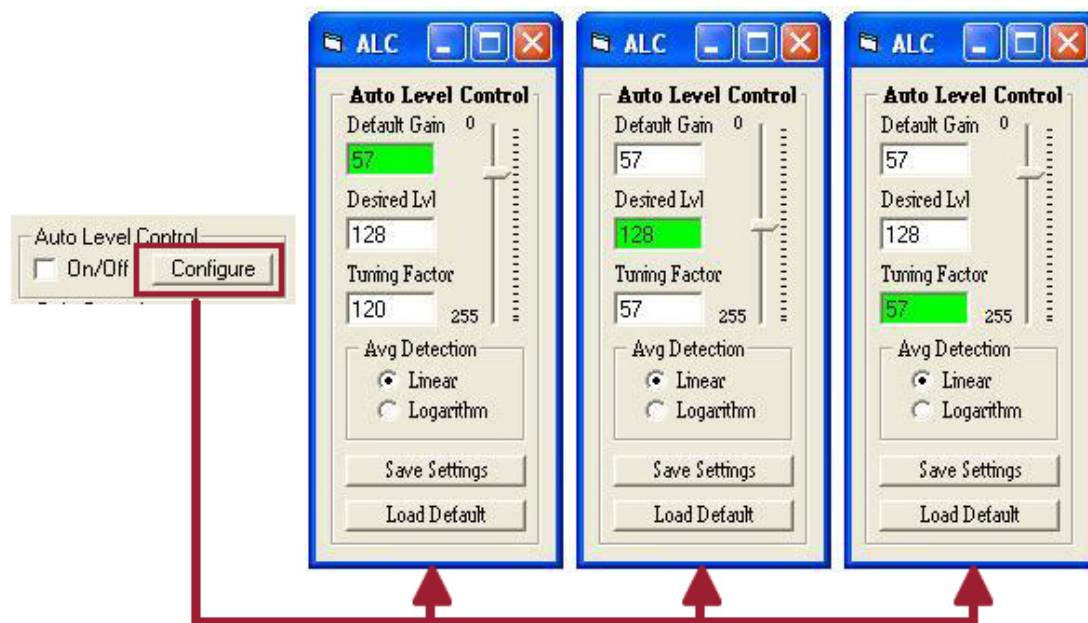 Auto Level Control
On/Off Configure
ALC
Auto Level Control
Default Gain 0
57
Desired Lvl
128
Tuning Factor
120 255
Avg Detection
Linear
Logarithm
Save Settings
Load Default
ALC
Auto Level Control
Default Gain 0
57
Desired Lvl
128
Tuning Factor
57 255
Avg Detection
Linear
Logarithm
Save Settings
Load Default
ALC
Auto Level Control
Default Gain 0
57
Desired Lvl
128
Tuning Factor
57 255
Avg Detection
Linear
Logarithm
Save Settings
Load Default